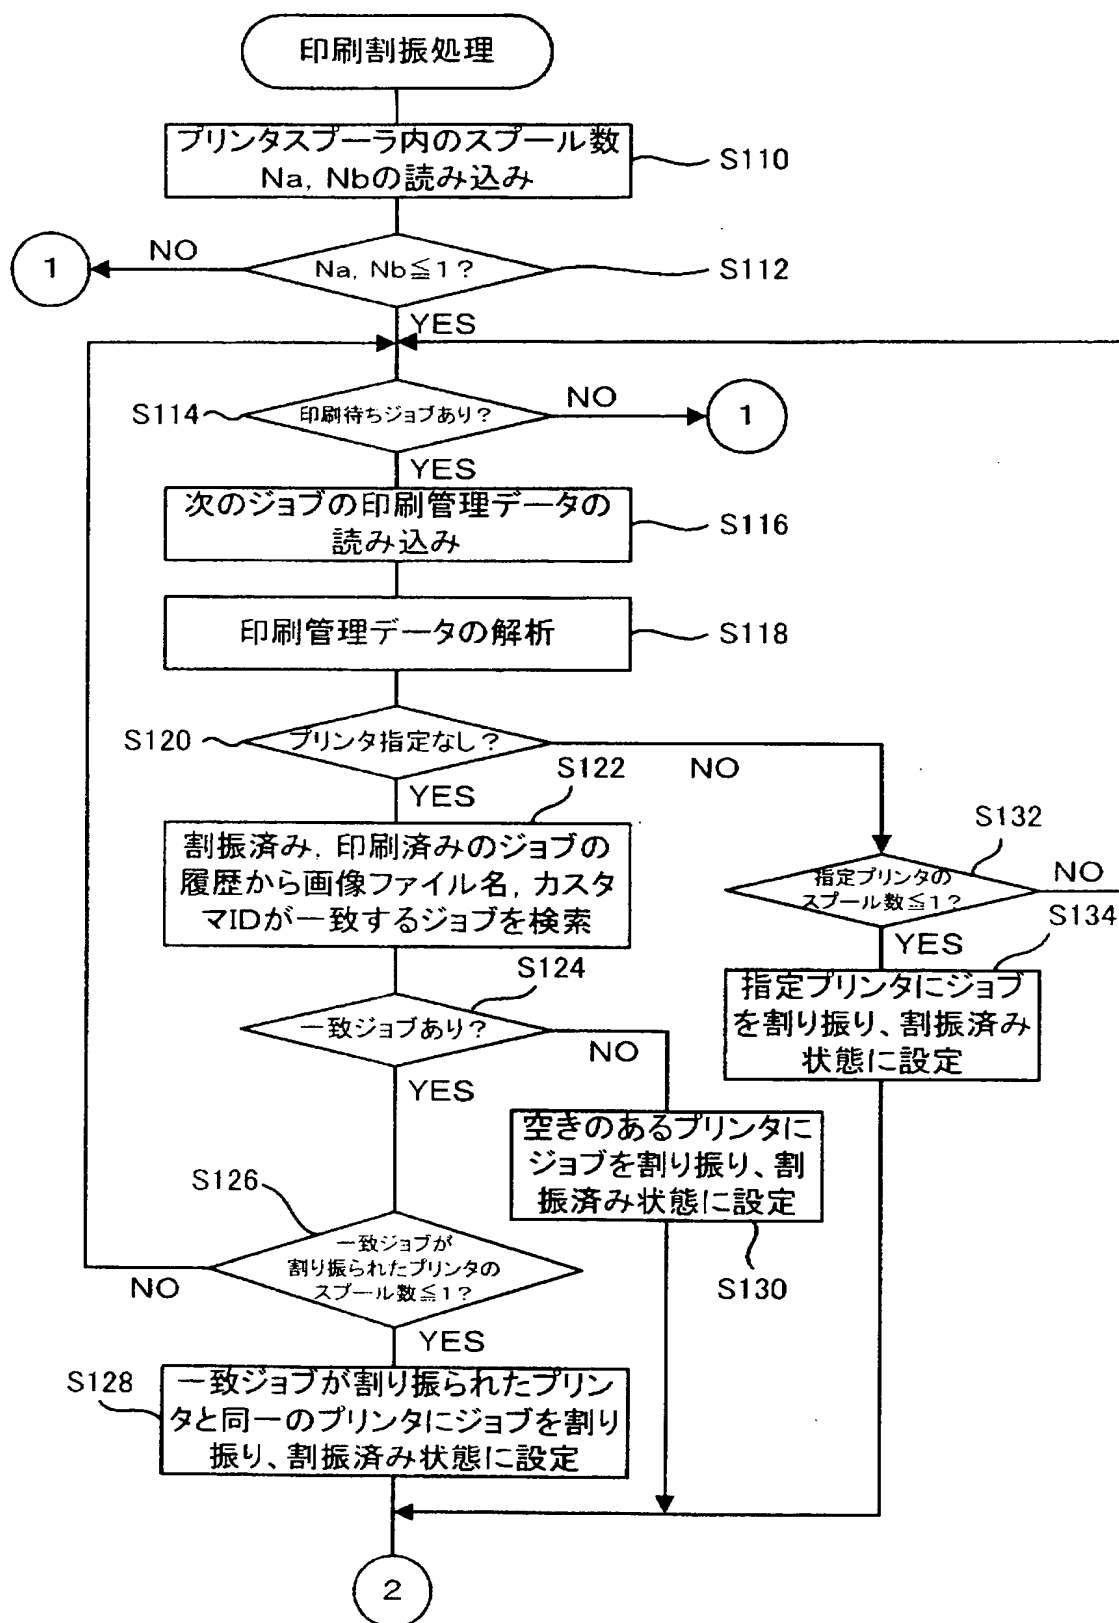 印刷割振処理
プリンタスプーラ内のスプール数
Na, Nbの読み込み
S110
1
NO
Na, Nb≦1?
S112
YES
S114
印刷待ちジョブあり?
NO
1
YES
次のジョブの印刷管理データの
読み込み
S116
印刷管理データの解析
S118
S120
プリンタ指定なし?
NO
YES
S122
割振済み, 印刷済みのジョブの
履歴から画像ファイル名, カスタ
マIDが一致するジョブを検索
S132
指定プリンタの
スプール数≦1?
NO
YES
S134
指定プリンタにジョブ
を割り振り、割振済み
状態に設定
S124
一致ジョブあり?
NO
YES
空きのあるプリンタに
ジョブを割り振り、割
振済み状態に設定
S130
S126
一致ジョブが
割り振られたプリンタの
スプール数≦1?
NO
YES
S128
一致ジョブが割り振られたプリン
タと同一のプリンタにジョブを割り
振り、割振済み状態に設定
2